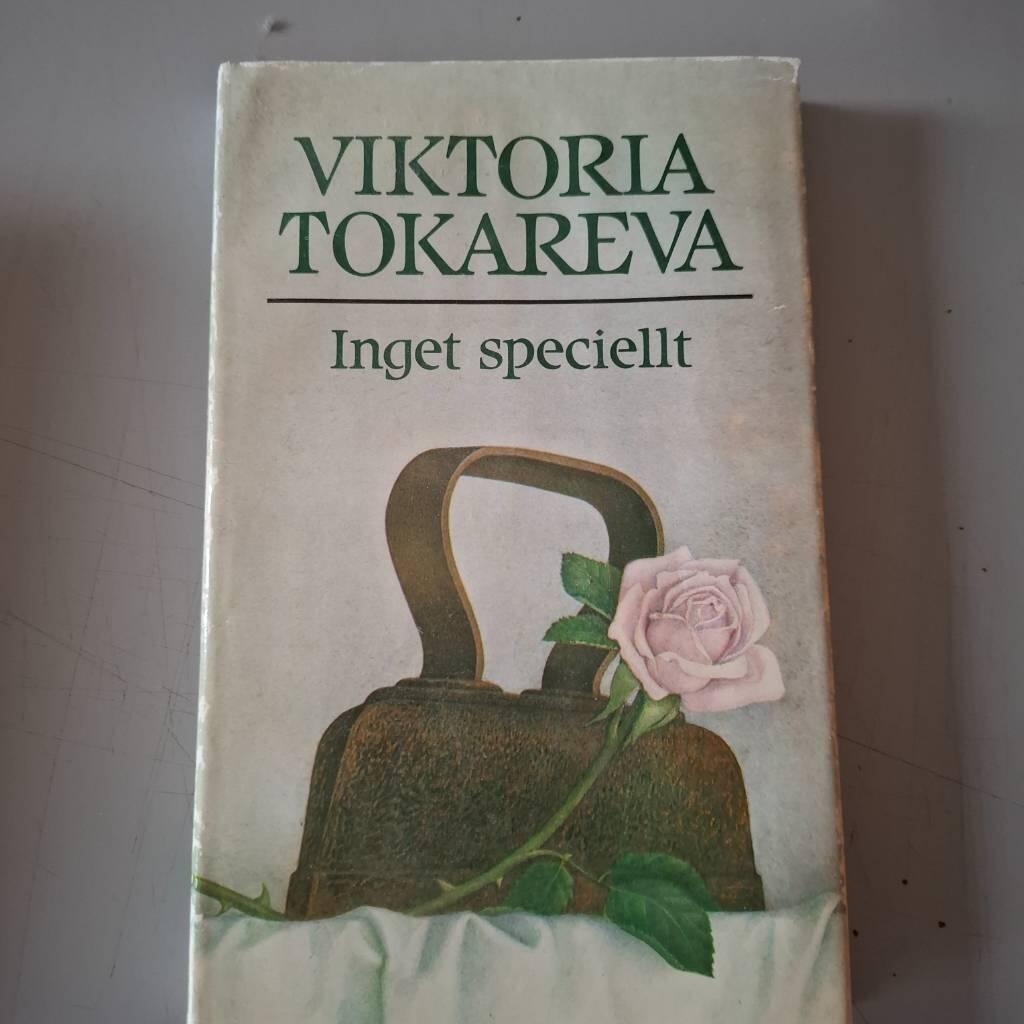 VIKTORIA
TOKAREVA
Inget speciellt